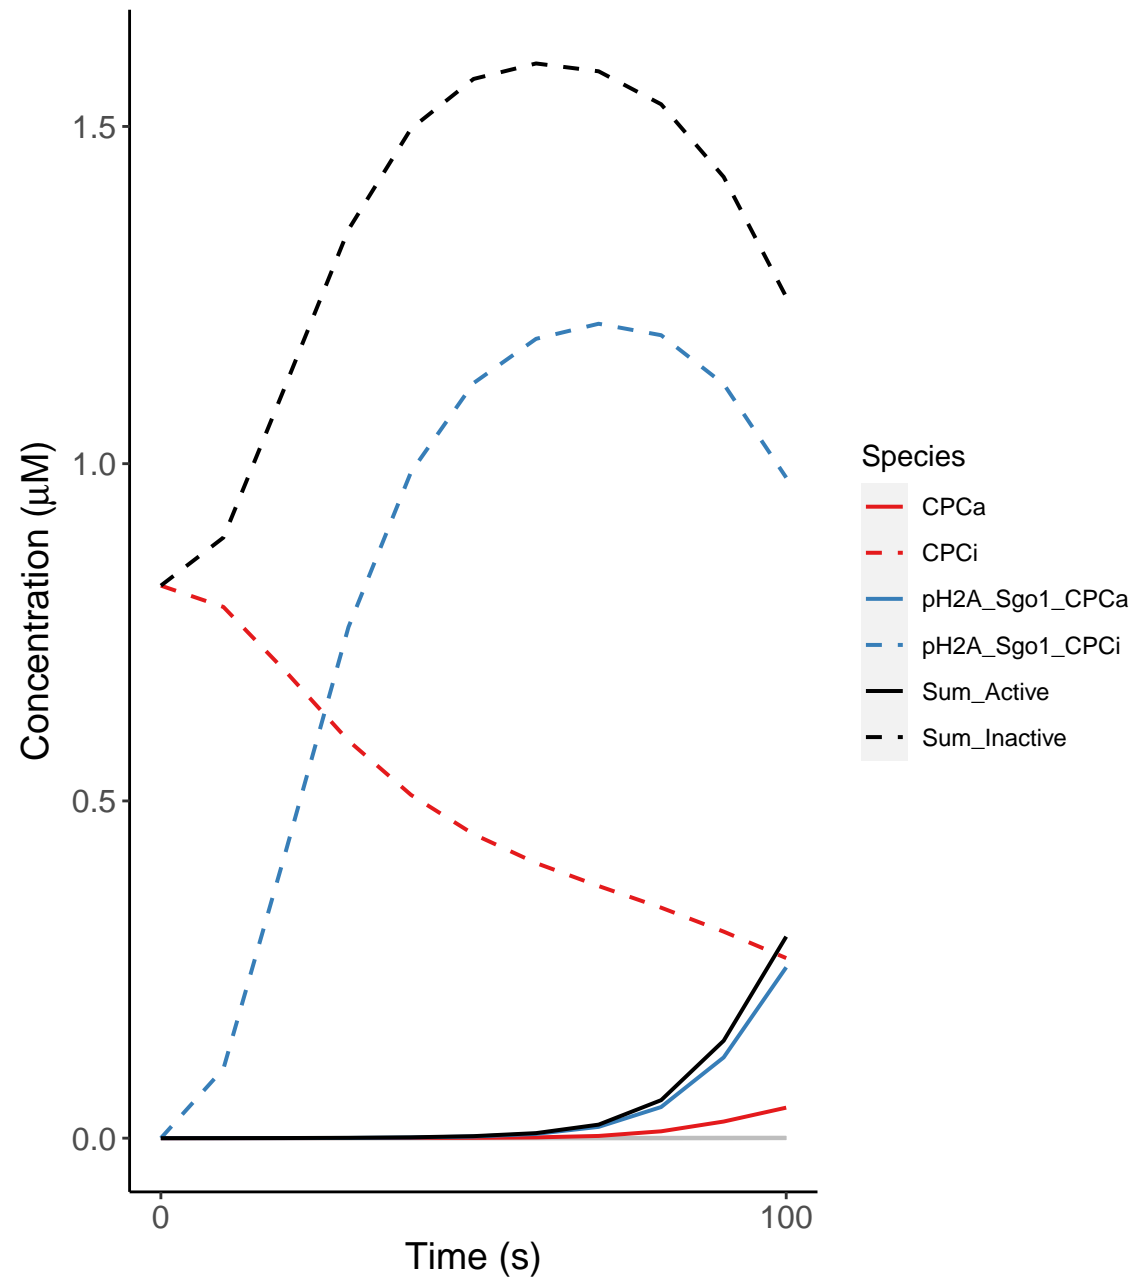 Concentration (μM)
1.5
1.0
0.5
0.0
0
100
Time (s)
Species
CPCa
CPCi
pH2A_Sgo1_CPCa
pH2A_Sgo1_CPCi
Sum_Active
Sum_Inactive